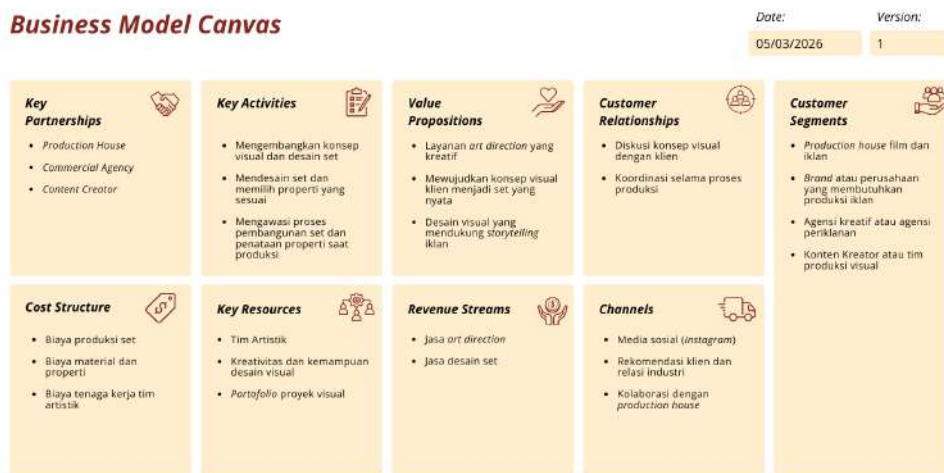 Business Model Canvas
Date:
Version:
05/03/2026
1
Key
Partnerships
• Production House
• Commercial Agency
• Content Creator
Key Activities
• Mengembangkan konsep
visual dan desain set
• Mendesain set dan
memilih properti yang
sesuai
• Mengawasi proses
pembangunan set dan
penataan properti saat
produksi
Value
Propositions
• Layanan art direction yang
kreatif
• Mewujudkan konsep visual
klien menjadi set yang
nyata
• Desain visual yang
mendukung storytelling
iklan
Customer
Relationships
• Diskusi konsep visual
dengan klien
• Koordinasi selama proses
produksi
Customer
Segments
• Production house film dan
iklan
• Brand atau perusahaan
yang membutuhkan
produksi iklan
• Agensi kreatif atau agensi
periklanan
• Konten Kreator atau tim
produksi visual
Cost Structure
• Biaya produksi set
• Biaya material dan
properti
• Biaya tenaga kerja tim
artistik
Key Resources
• Tim Artistik
• Kreativitas dan kemampuan
desain visual
• Portofolio proyek visual
Revenue Streams
• Jasa art direction
• Jasa desain set
Channels
• Media sosial (Instagram)
• Rekomendasi klien dan
relasi industri
• Kolaborasi dengan
production house